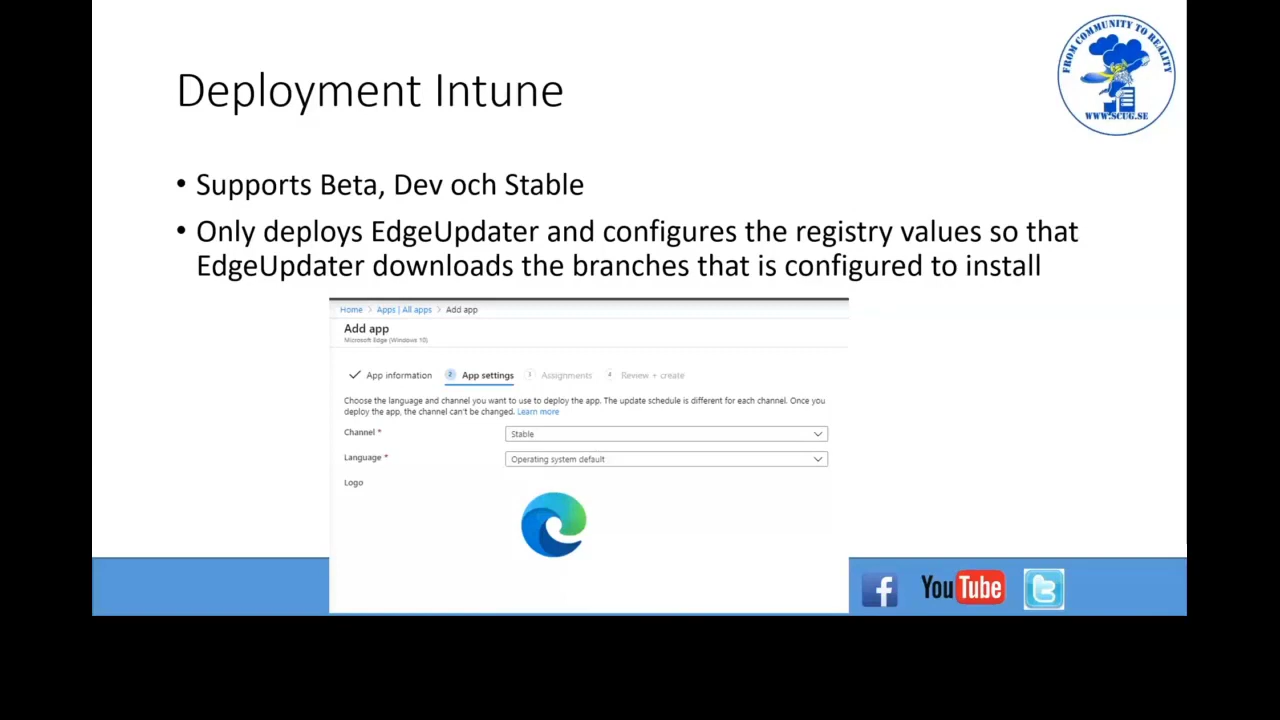 FROM COMMUNITY TO REALITY
WWW.SCUG.SE
Deployment Intune
• Supports Beta, Dev och Stable
• Only deploys EdgeUpdater and configures the registry values so that
EdgeUpdater downloads the branches that is configured to install
Home > Apps | All apps > Add app
Add app
Microsoft Edge (Windows 10)
App information 2 App settings 3 Assignments 4 Review + create
Choose the language and channel you want to use to deploy the app. The update schedule is different for each channel. Once you
deploy the app, the channel can't be changed. Learn more
Channel * Stable
Language * Operating system default
Logo
f You Tube t